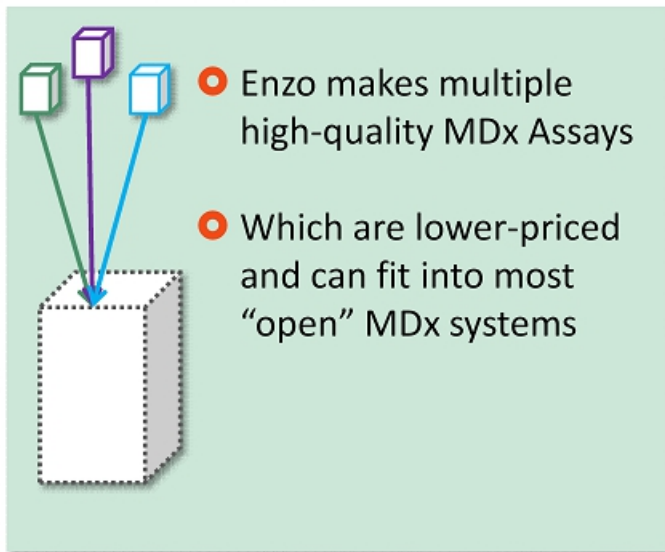 Enzo makes multiple
high-quality MDx Assays
Which are lower-priced
and can fit into most
“open” MDx systems